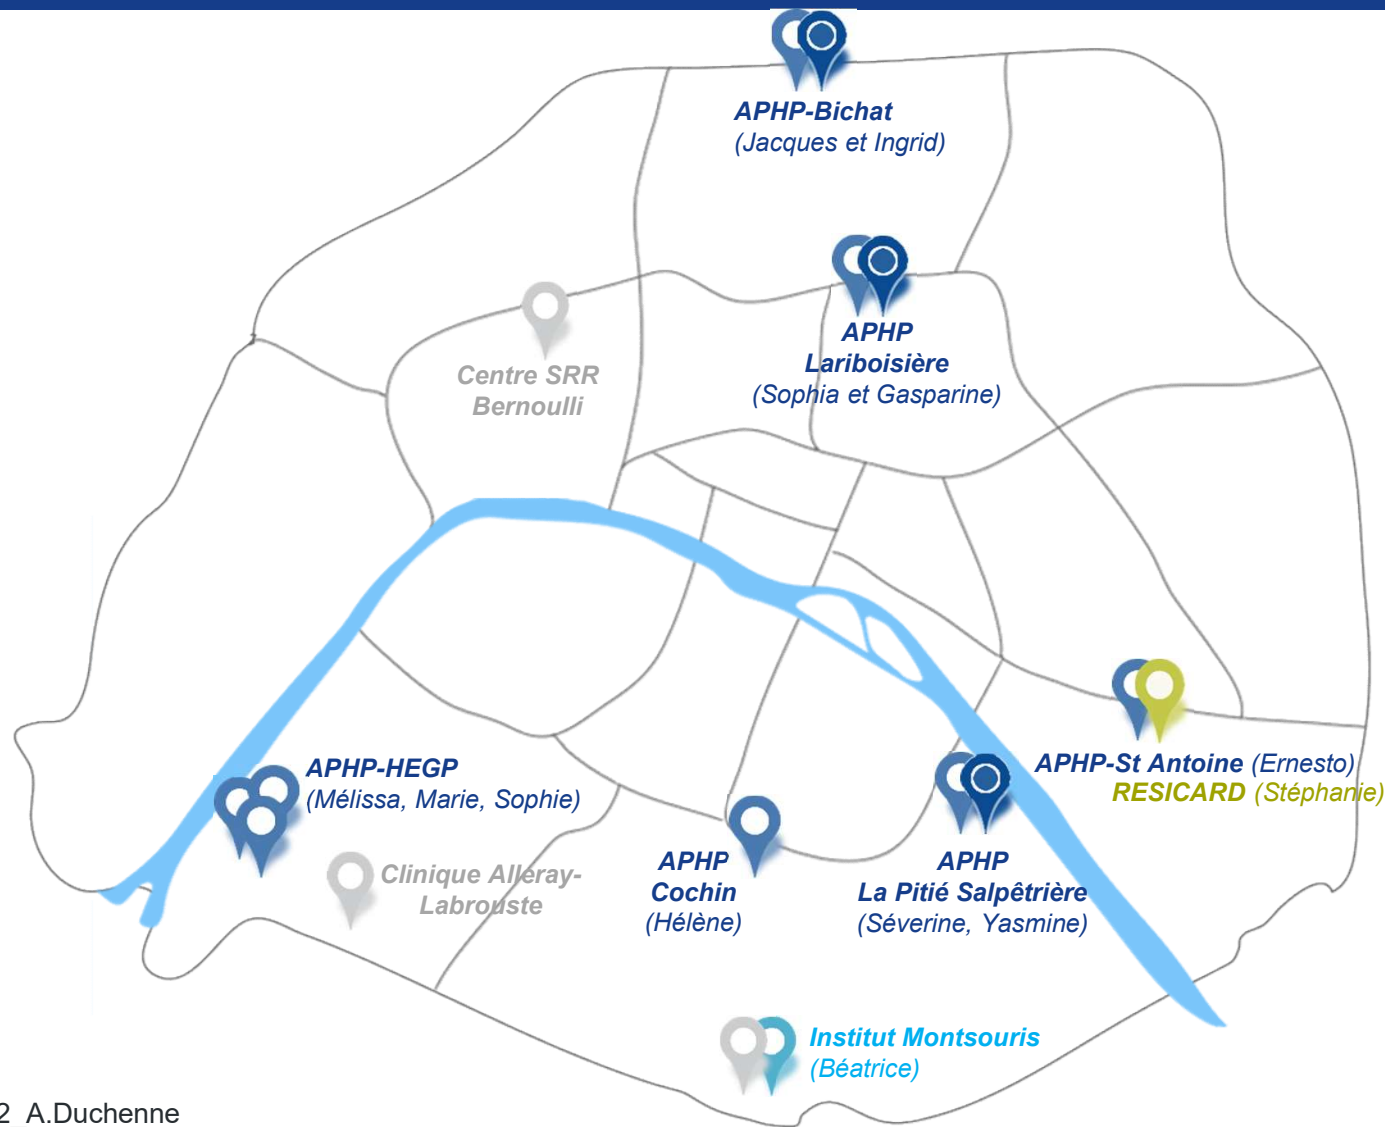 APHP-Bichat
(Jacques et Ingrid)
APHP
Lariboisière
(Sophia et Gasparine)
Centre SRR
Bernoulli
APHP-HEGP
(Mélissa, Marie, Sophie)
Clinique Alleray-
Labrouste
APHP
Cochin
(Hélène)
APHP
La Pitié Salpêtrière
(Séverine, Yasmine)
APHP-St Antoine (Ernesto)
RESICARD (Stéphanie)
Institut Montsouris
(Béatrice)
2 A.Duchenne